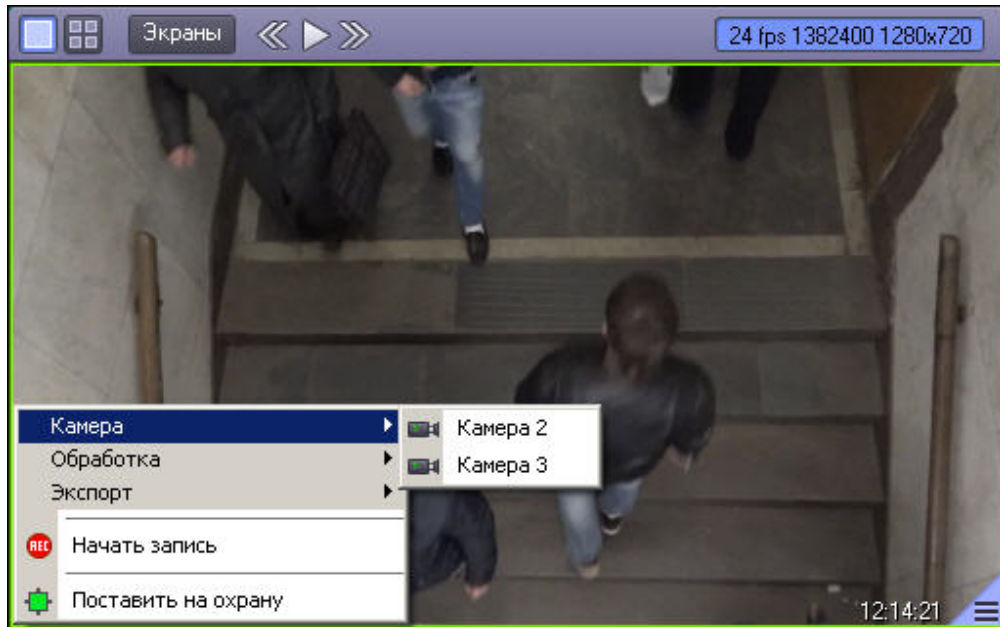 Экраны
24 fps 1382400 1280x720
Камера
Камера 2
Обработка
Камера 3
Экспорт
REC
Начать запись
Поставить на охрану
12:14:21